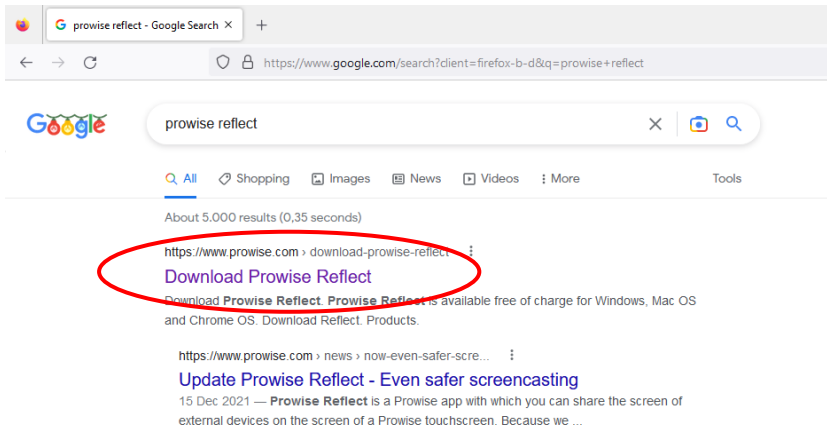 prowise reflect - Google Search
https://www.google.com/search?client=firefox-b-d&q=prowise+reflect
Google
prowise reflect
All Shopping Images News Videos More Tools
About 5.000 results (0,35 seconds)
https://www.prowise.com › download-prowise-reflect
Download Prowise Reflect
Download Prowise Reflect. Prowise Reflect is available free of charge for Windows, Mac OS
and Chrome OS. Download Reflect. Products.
https://www.prowise.com › news › now-even-safer-scre...
Update Prowise Reflect - Even safer screencasting
15 Dec 2021 — Prowise Reflect is a Prowise app with which you can share the screen of
external devices on the screen of a Prowise touchscreen. Because we ...